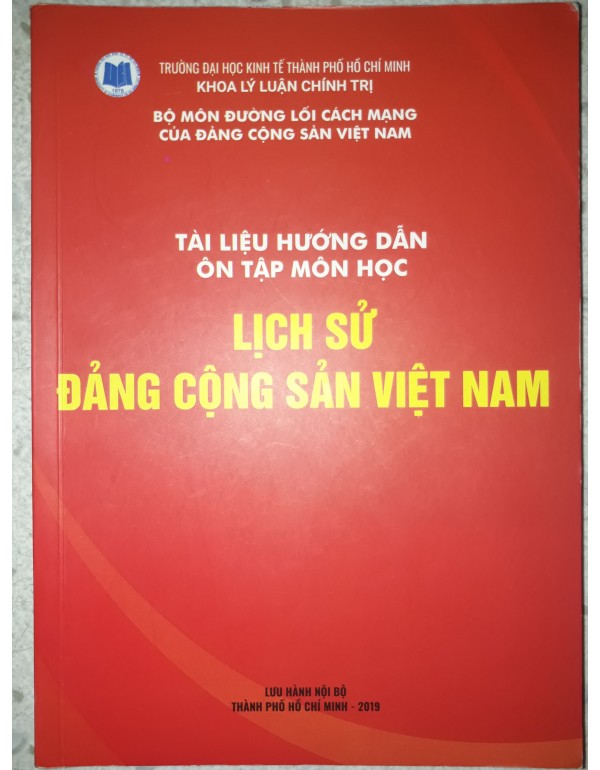 TRƯỜNG ĐẠI HỌC KINH TẾ THÀNH PHỐ HỒ CHÍ MINH
KHOA LÝ LUẬN CHÍNH TRỊ
BỘ MÔN ĐƯỜNG LỐI CÁCH MẠNG
CỦA ĐẢNG CỘNG SẢN VIỆT NAM
1976
TÀI LIỆU HƯỚNG DẪN
ÔN TẬP MÔN HỌC
LỊCH SỬ
ĐẢNG CỘNG SẢN VIỆT NAM
LƯU HÀNH NỘI BỘ
THÀNH PHỐ HỒ CHÍ MINH - 2019